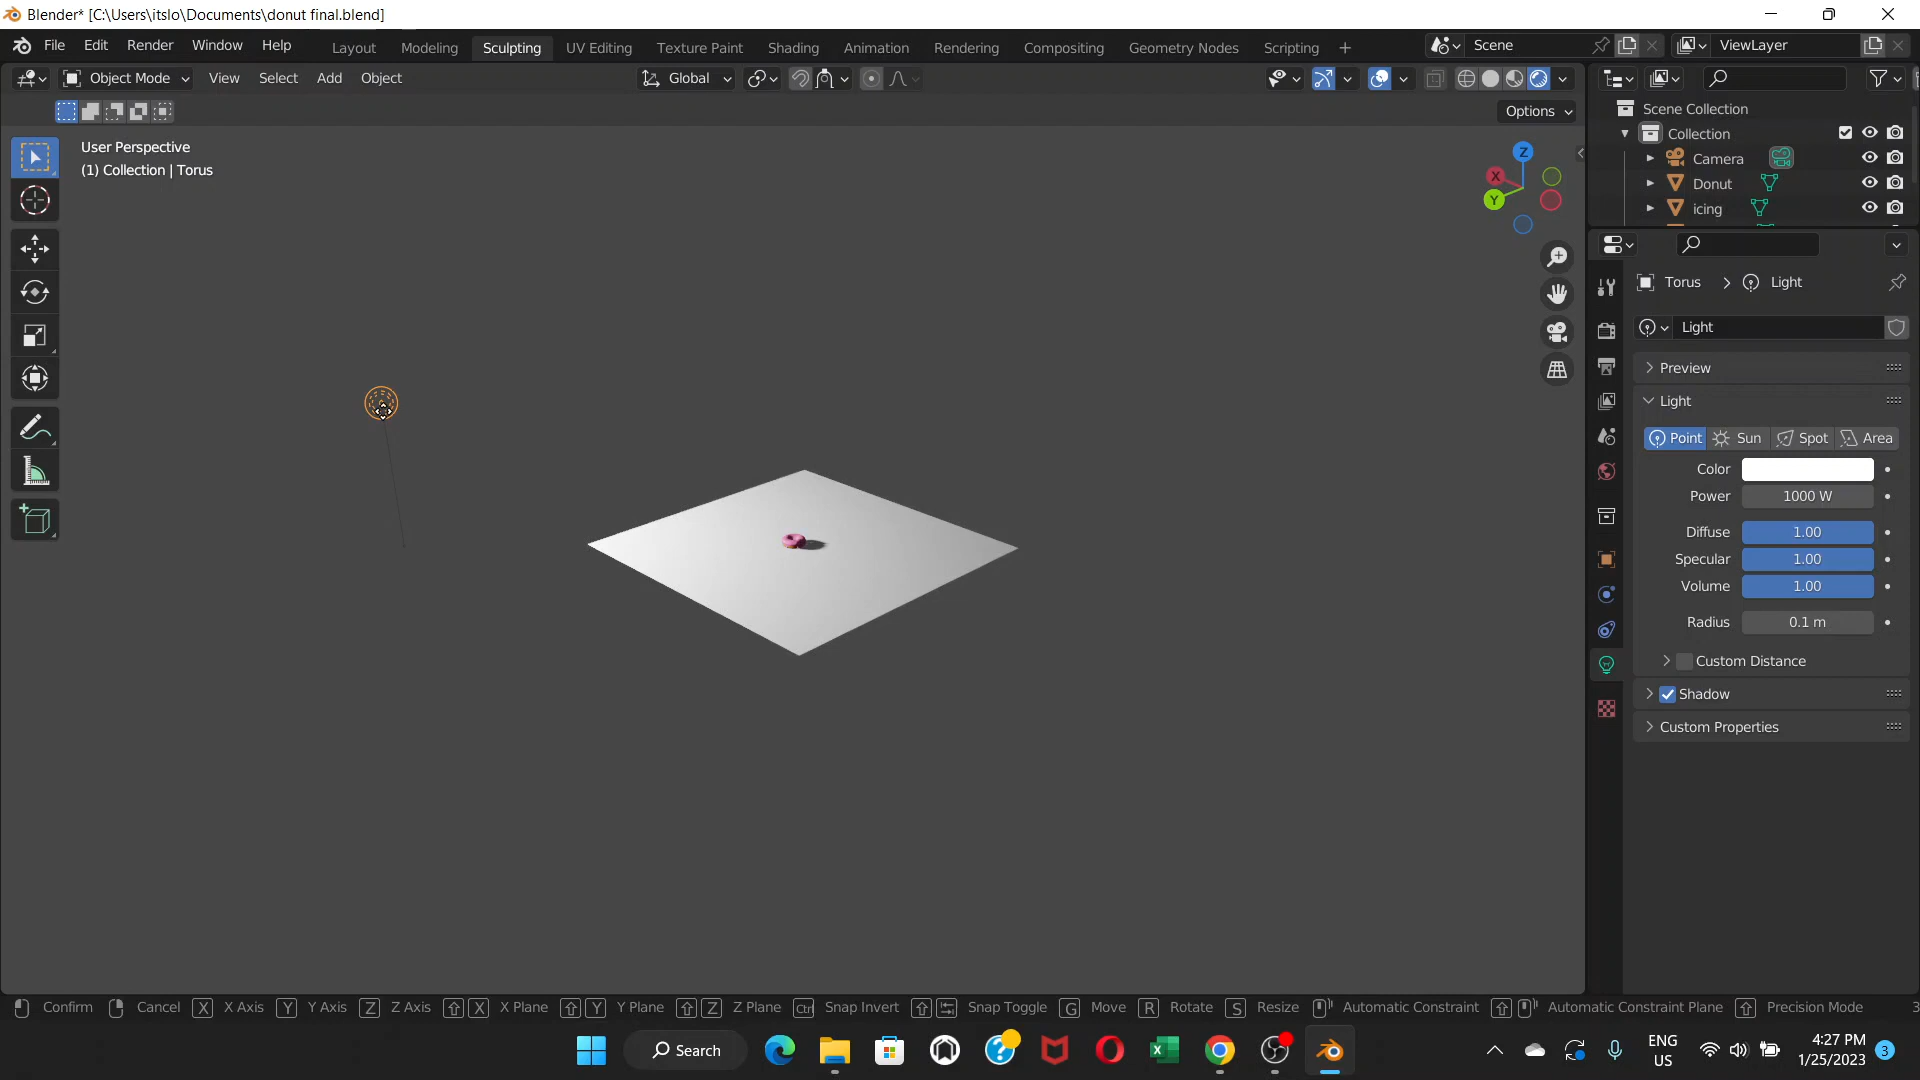 Blender* [C:\Users\itslo\Documents\donut final.blend]
File Edit Render Window Help Layout Modeling Sculpting UV Editing Texture Paint Shading Animation Rendering Compositing Geometry Nodes Scripting + Scene ViewLayer
Object Mode View Select Add Object Global
Options
User Perspective
(1) Collection | Torus
Z
X
Y
Scene Collection
Collection
Camera
Donut
icing
Torus > Light
Light
Preview
Light
Point Sun Spot Area
Color
Power 1000 W
Diffuse 1.00
Specular 1.00
Volume 1.00
Radius 0.1 m
Custom Distance
Shadow
Custom Properties
Confirm Cancel X X Axis Y Y Axis Z Z Axis X X Plane Y Y Plane Z Z Plane Ctrl Snap Invert Snap Toggle G Move R Rotate S Resize Automatic Constraint Automatic Constraint Plane Precision Mode
Search
ENG
US
4:27 PM
1/25/2023
3